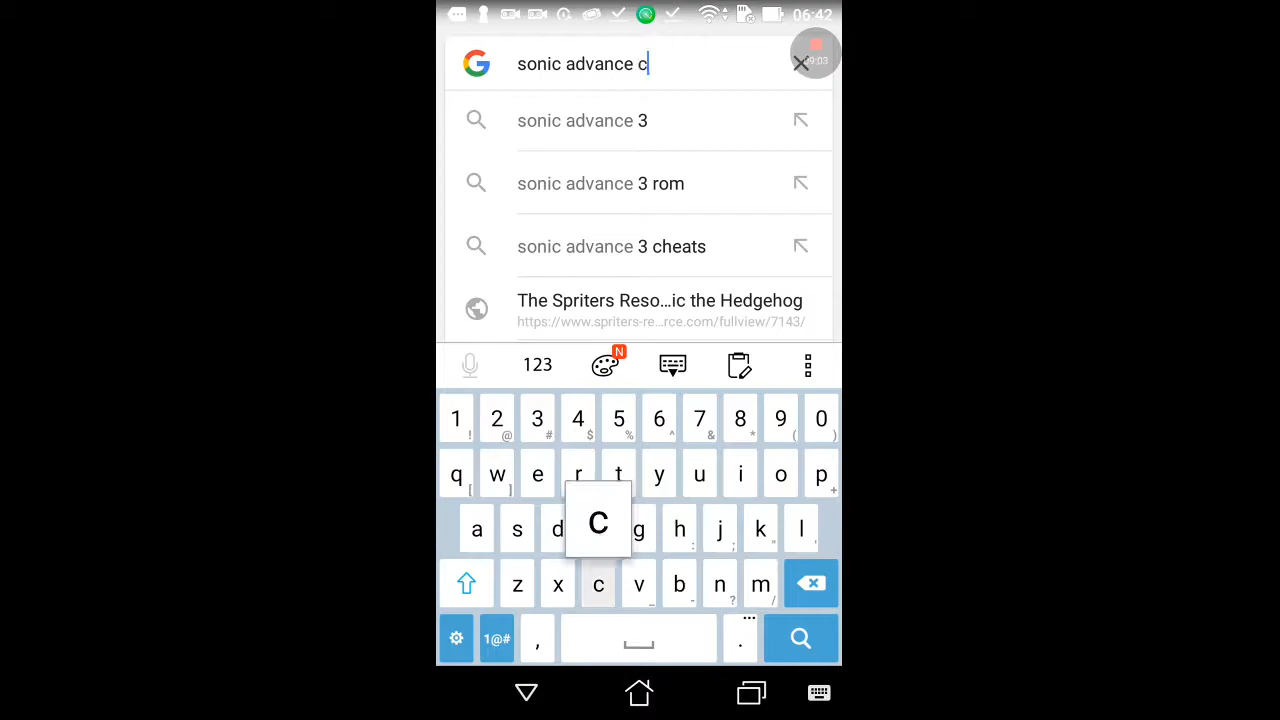 06:42
sonic advance c
09:03
sonic advance 3
sonic advance 3 rom
sonic advance 3 cheats
The Spriters Reso...ic the Hedgehog
https://www.spriters-re...rce.com/fullview/7143/
123
N
1 2 3 4 5 6 7 8 9 0
! @ # $ % ^ & * ( )
q w e r t y u i o p
[ ] +
c
a s d g h j k l
: ; " '
z x c v b n m
_ - ? /
1@# , . ...